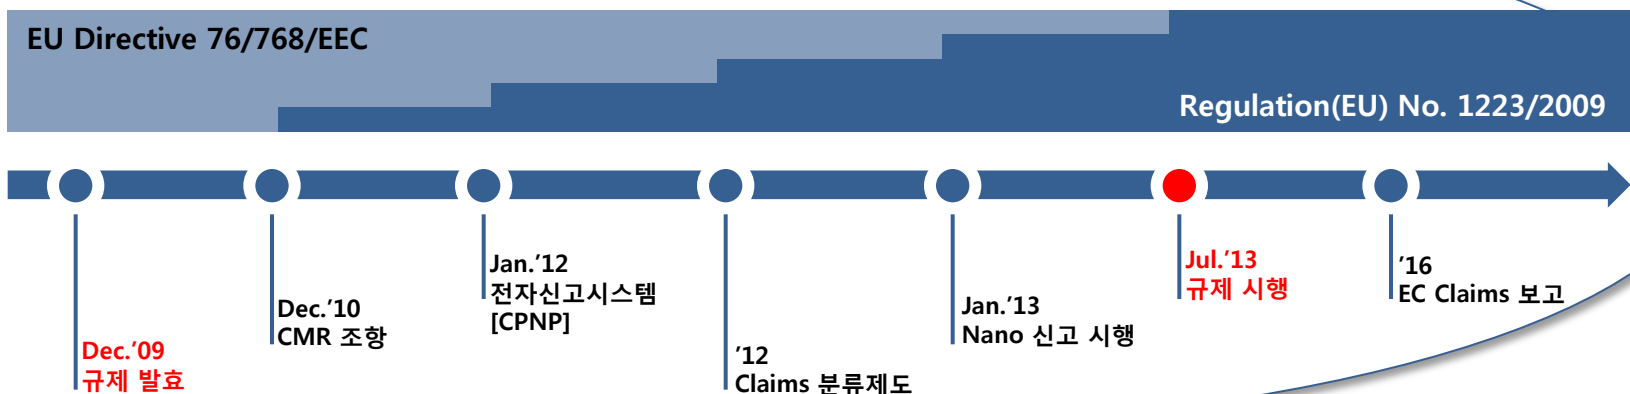 EU Directive 76/768/EEC
Regulation(EU) No. 1223/2009
Dec.’09
규제 발효
Dec.’10
CMR 조항
Jan.’12
전자신고시스템
[CPNP]
’12
Claims 분류제도
Jan.’13
Nano 신고 시행
Jul.’13
규제 시행
’16
EC Claims 보고